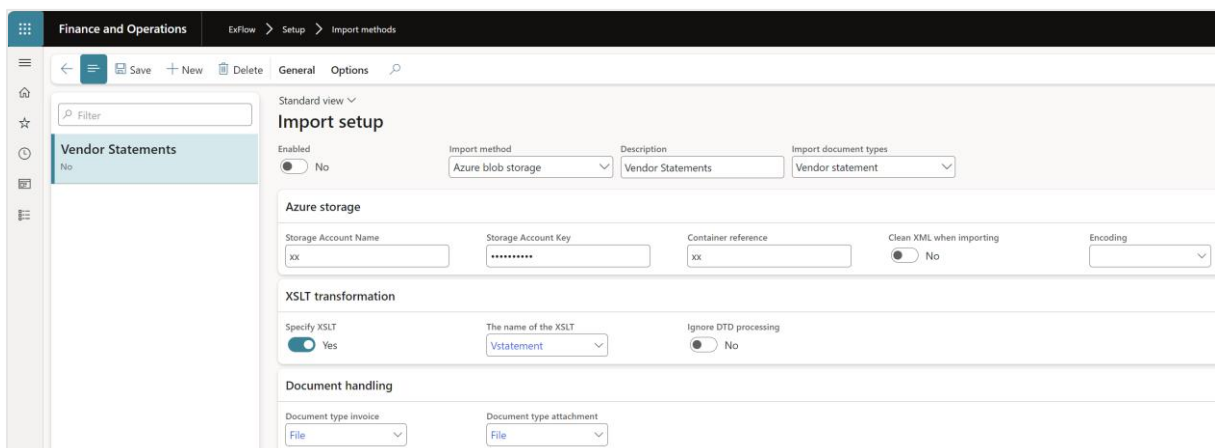 Finance and Operations ExFlow > Setup > Import methods
Save New Delete General Options
Filter
Vendor Statements
No
Standard view
Import setup
Enabled Import method Description Import document types
No Azure blob storage Vendor Statements Vendor statement
Azure storage
Storage Account Name Storage Account Key Container reference Clean XML when importing Encoding
xx •••••••••• xx No
XSLT transformation
Specify XSLT The name of the XSLT Ignore DTD processing
Yes Vstatement No
Document handling
Document type invoice Document type attachment
File File